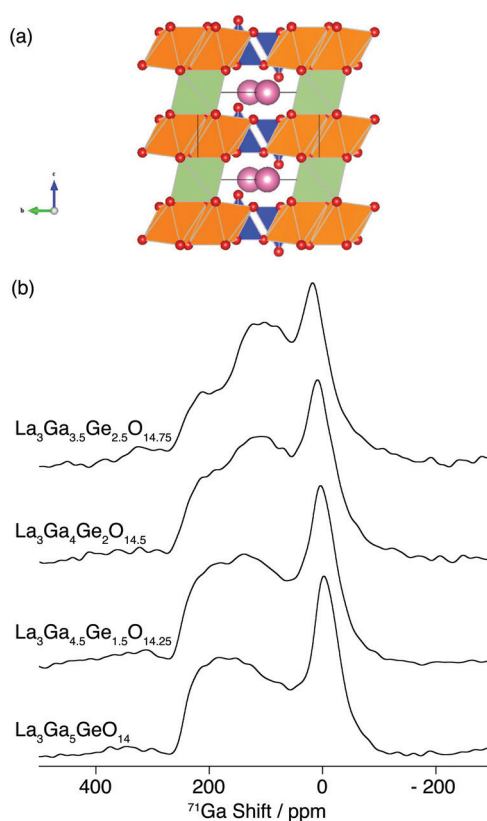 (a)
c
b
(b)
La₃Ga₃.₅Ge₂.₅O₁₄.₇₅
La₃Ga₄Ge₂O₁₄.₅
La₃Ga₄.₅Ge₁.₅O₁₄.₂₅
La₃Ga₅GeO₁₄
400 200 0 - 200
⁷¹Ga Shift / ppm